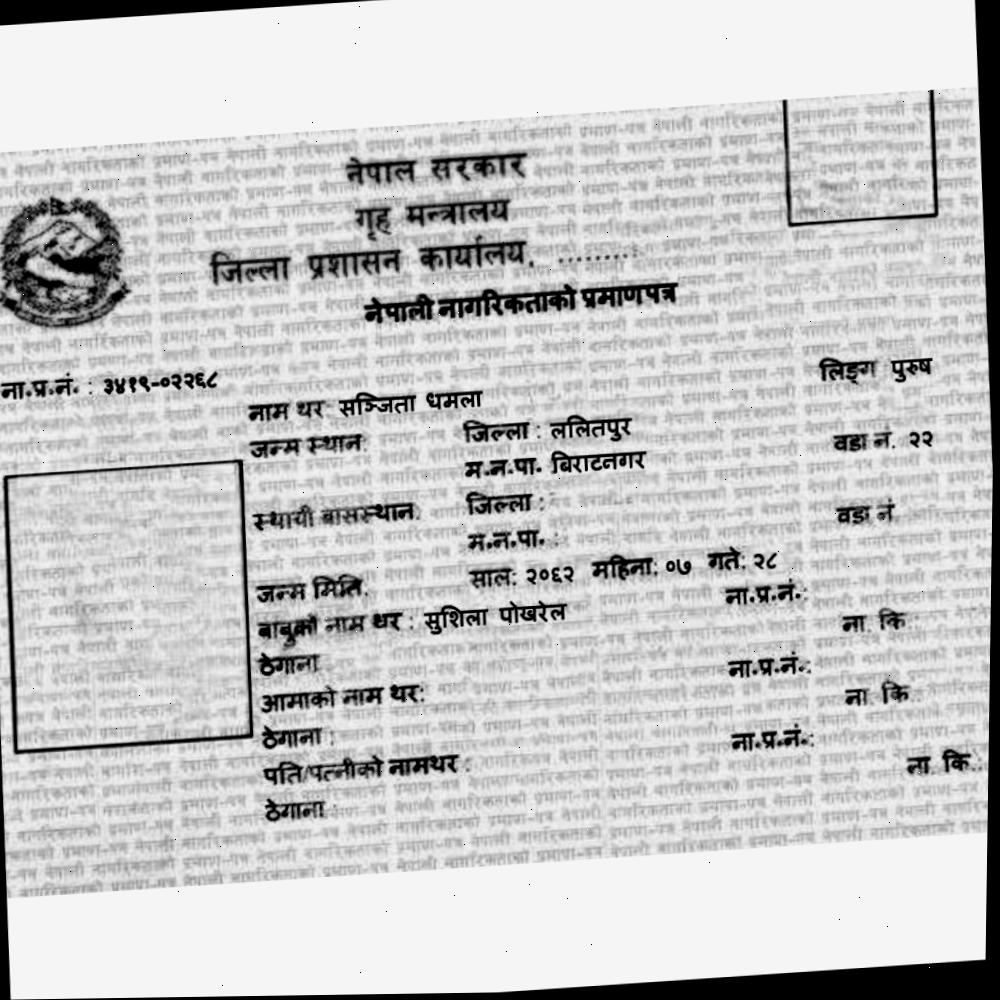 नेपाल सरकार
गृह मन्त्रालय
जिल्ला प्रशासन कार्यालय, .........
नेपाली नागरिकताको प्रमाणपत्र
ना.प्र.नं. : ३४१९-०२२६८
लिङ्ग पुरुष
नाम थर सञ्जिता धमला
जन्म स्थान: जिल्ला : ललितपुर वडा नं. २२
म.न.पा. बिराटनगर
स्थायी बासस्थान: जिल्ला : वडा नं
म.न.पा. :
जन्म मिति: साल: २०६२ महिना: ०७ गते: २८
बाबुको नाम थर : सुशिला पोखरेल ना.प्र.नं.:
ठेगाना ना. कि.:
आमाको नाम थर: ना.प्र.नं.:
ठेगाना : ना. कि.:
पति/पत्नीको नामथर : ना.प्र.नं.:
ठेगाना : ना. कि.: